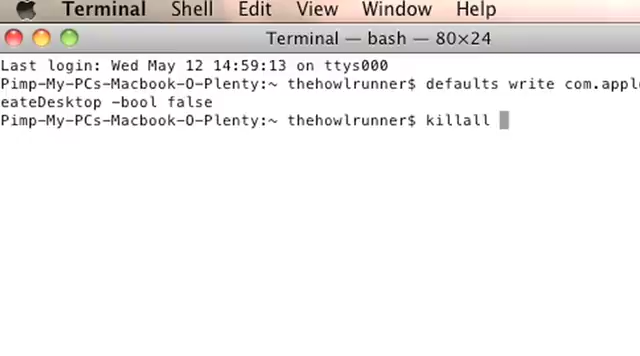 Terminal Shell Edit View Window Help
Terminal — bash — 80×24
Last login: Wed May 12 14:59:13 on ttys000
Pimp-My-PCs-Macbook-O-Plenty:~ thehowlrunner$ defaults write com.appl
eateDesktop -bool false
Pimp-My-PCs-Macbook-O-Plenty:~ thehowlrunner$ killall